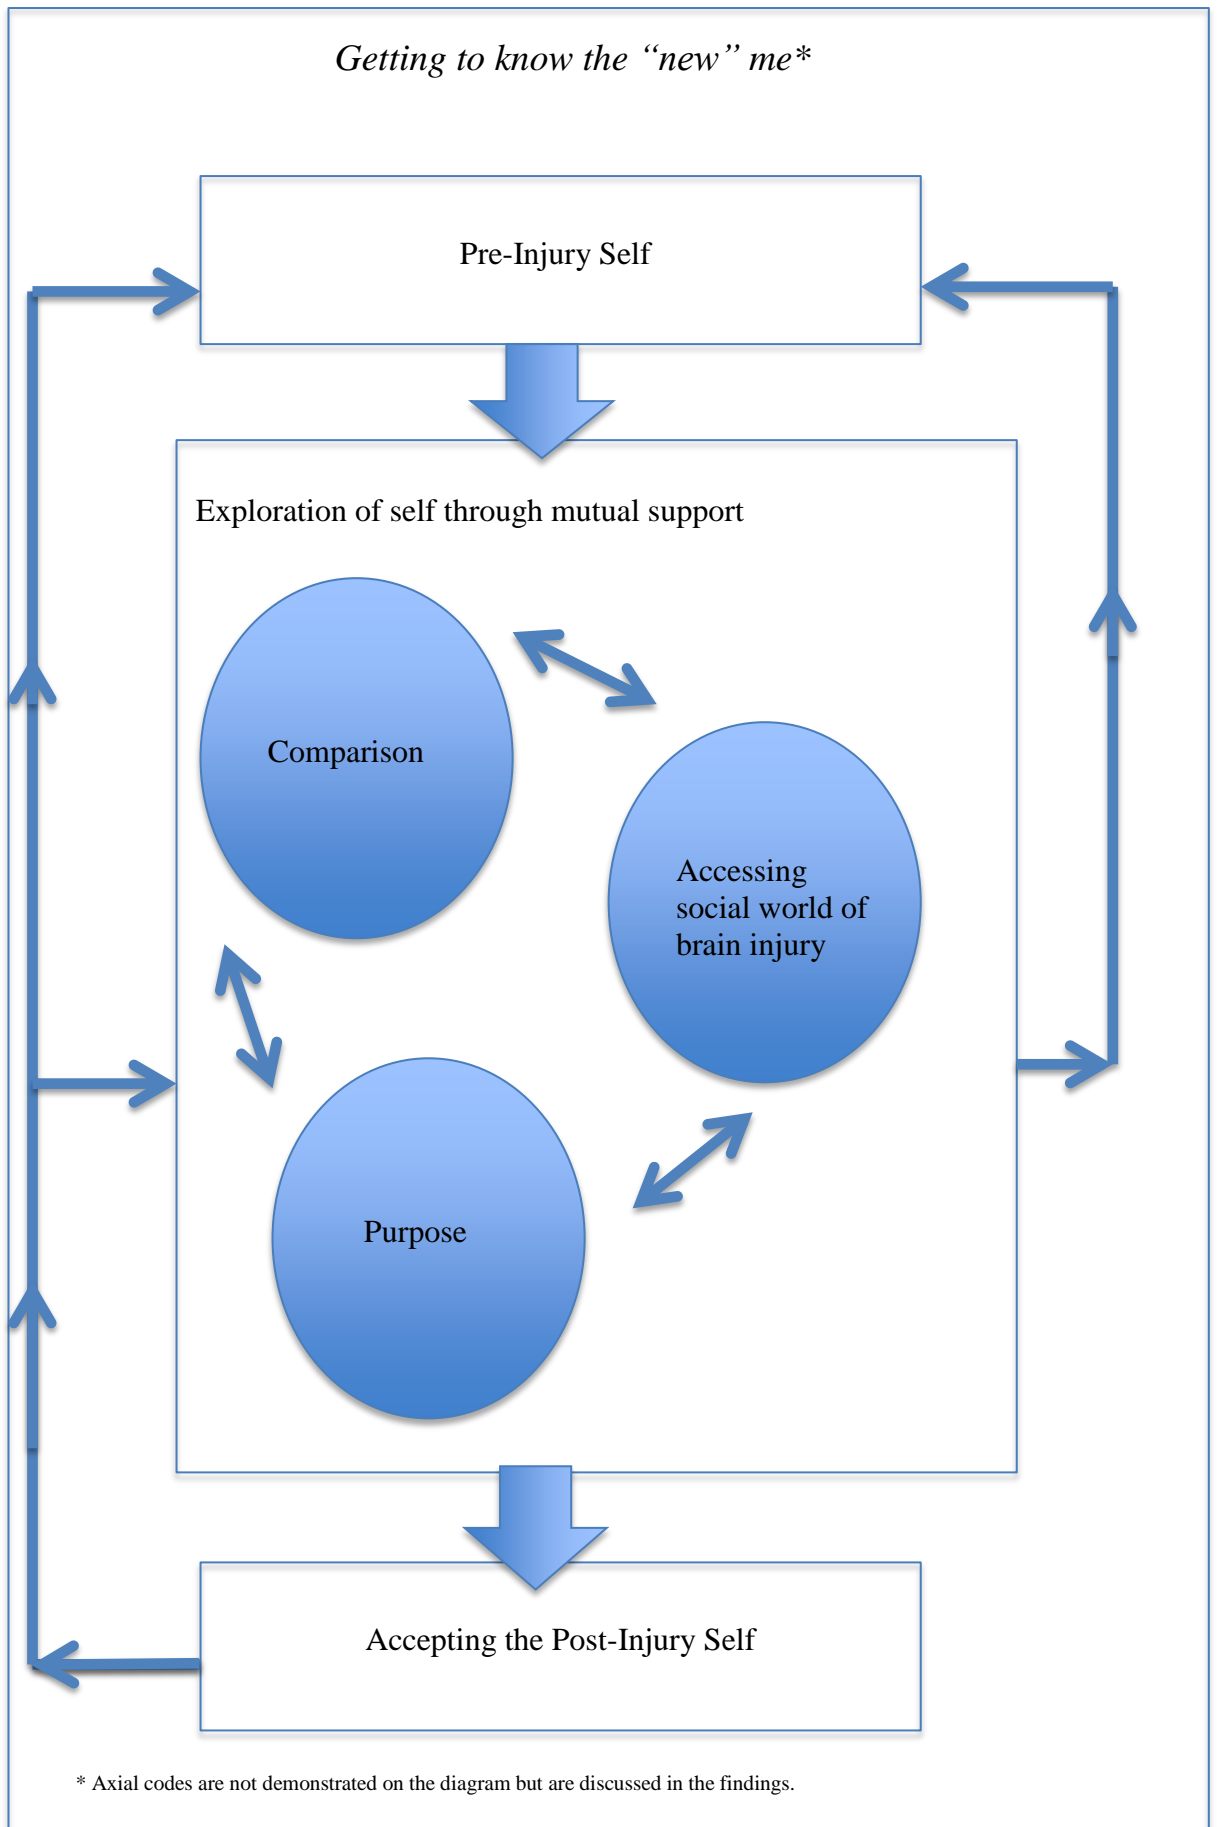 Getting to know the “new” me*
Pre-Injury Self
Exploration of self through mutual support
Comparison
Accessing
social world of
brain injury
Purpose
Accepting the Post-Injury Self
* Axial codes are not demonstrated on the diagram but are discussed in the findings.